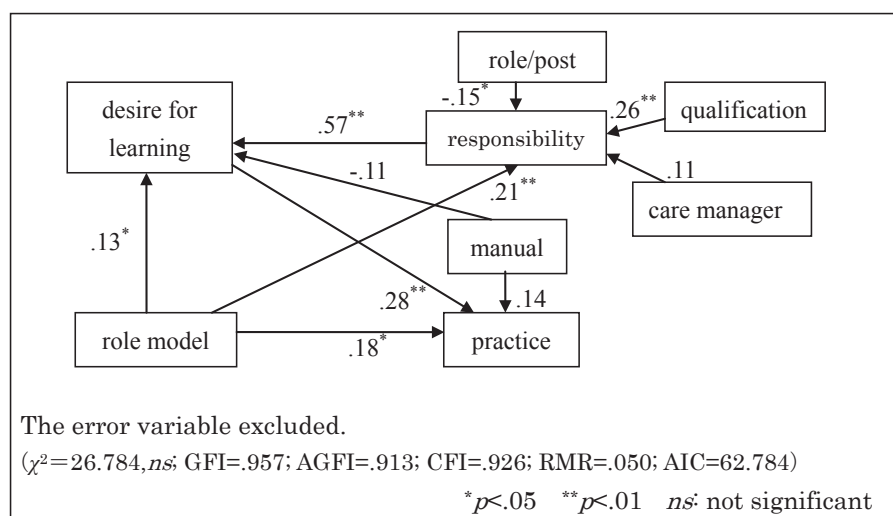 role/post
-.15*
desire for
learning
.57**
responsibility
.26**
qualification
-.11
.21**
.11
care manager
.13*
manual
.28**
.14
role model
.18*
practice
The error variable excluded.
(χ²=26.784,ns; GFI=.957; AGFI=.913; CFI=.926; RMR=.050; AIC=62.784)
*p<.05 **p<.01 ns: not significant